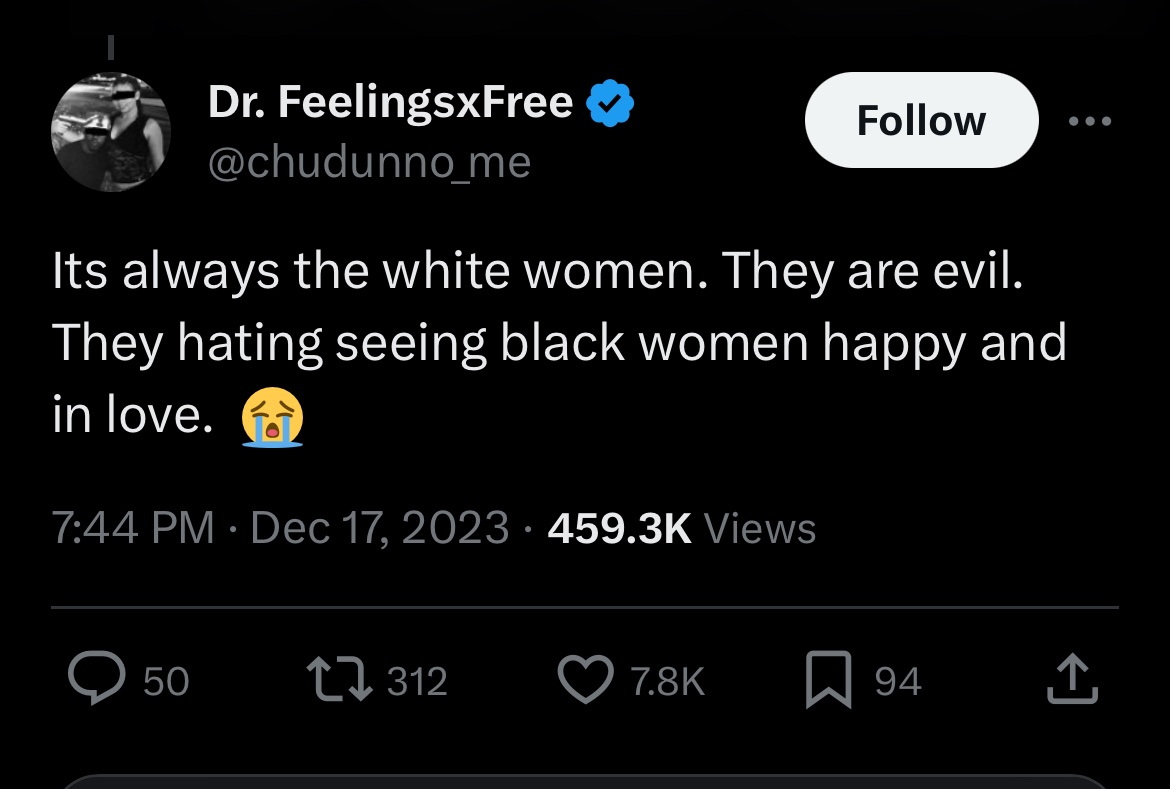 Dr. FeelingsxFree
Follow
@chudunno_me
Its always the white women. They are evil.
They hating seeing black women happy and
in love. 😭
7:44 PM · Dec 17, 2023 · 459.3K Views
50 312 7.8K 94